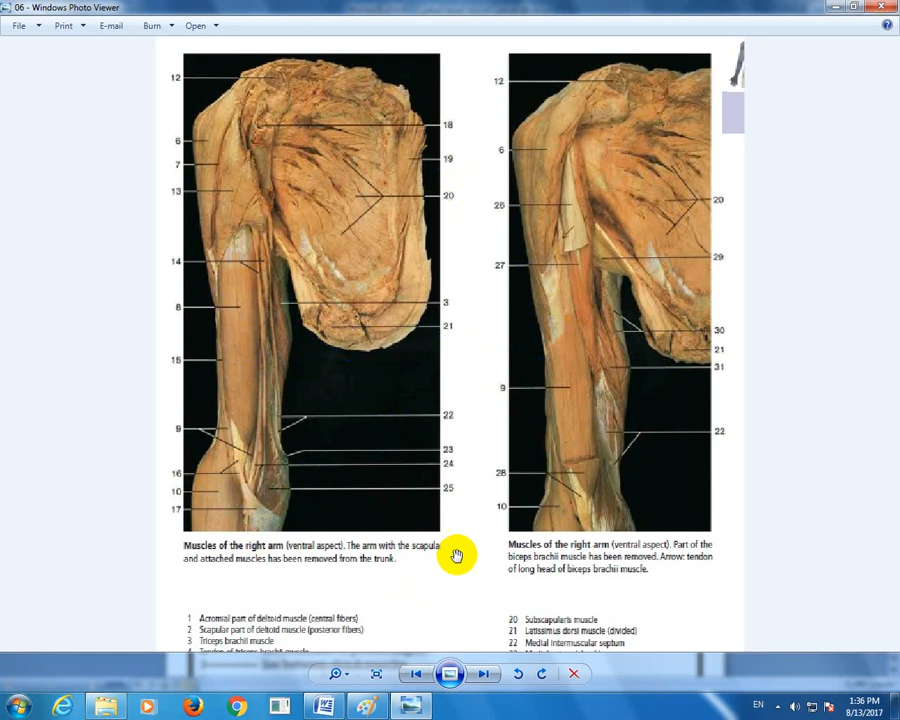 06 - Windows Photo Viewer
File Print E-mail Burn Open
12
6
7
13
14
8
15
9
16
10
17
18
19
20
3
21
22
23
24
25
12
6
26
27
9
28
10
20
29
30
21
31
22
Muscles of the right arm (ventral aspect). The arm with the scapula
and attached muscles has been removed from the trunk.
Muscles of the right arm (ventral aspect). Part of the
biceps brachii muscle has been removed. Arrow: tendon
of long head of biceps brachii muscle.
1 Acromial part of deltoid muscle (central fibers)
2 Scapular part of deltoid muscle (posterior fibers)
3 Triceps brachii muscle
4 Tendon of triceps brachii muscle
20 Subscapularis muscle
21 Latissimus dorsi muscle (divided)
22 Medial intermuscular septum
EN
1:36 PM
8/13/2017